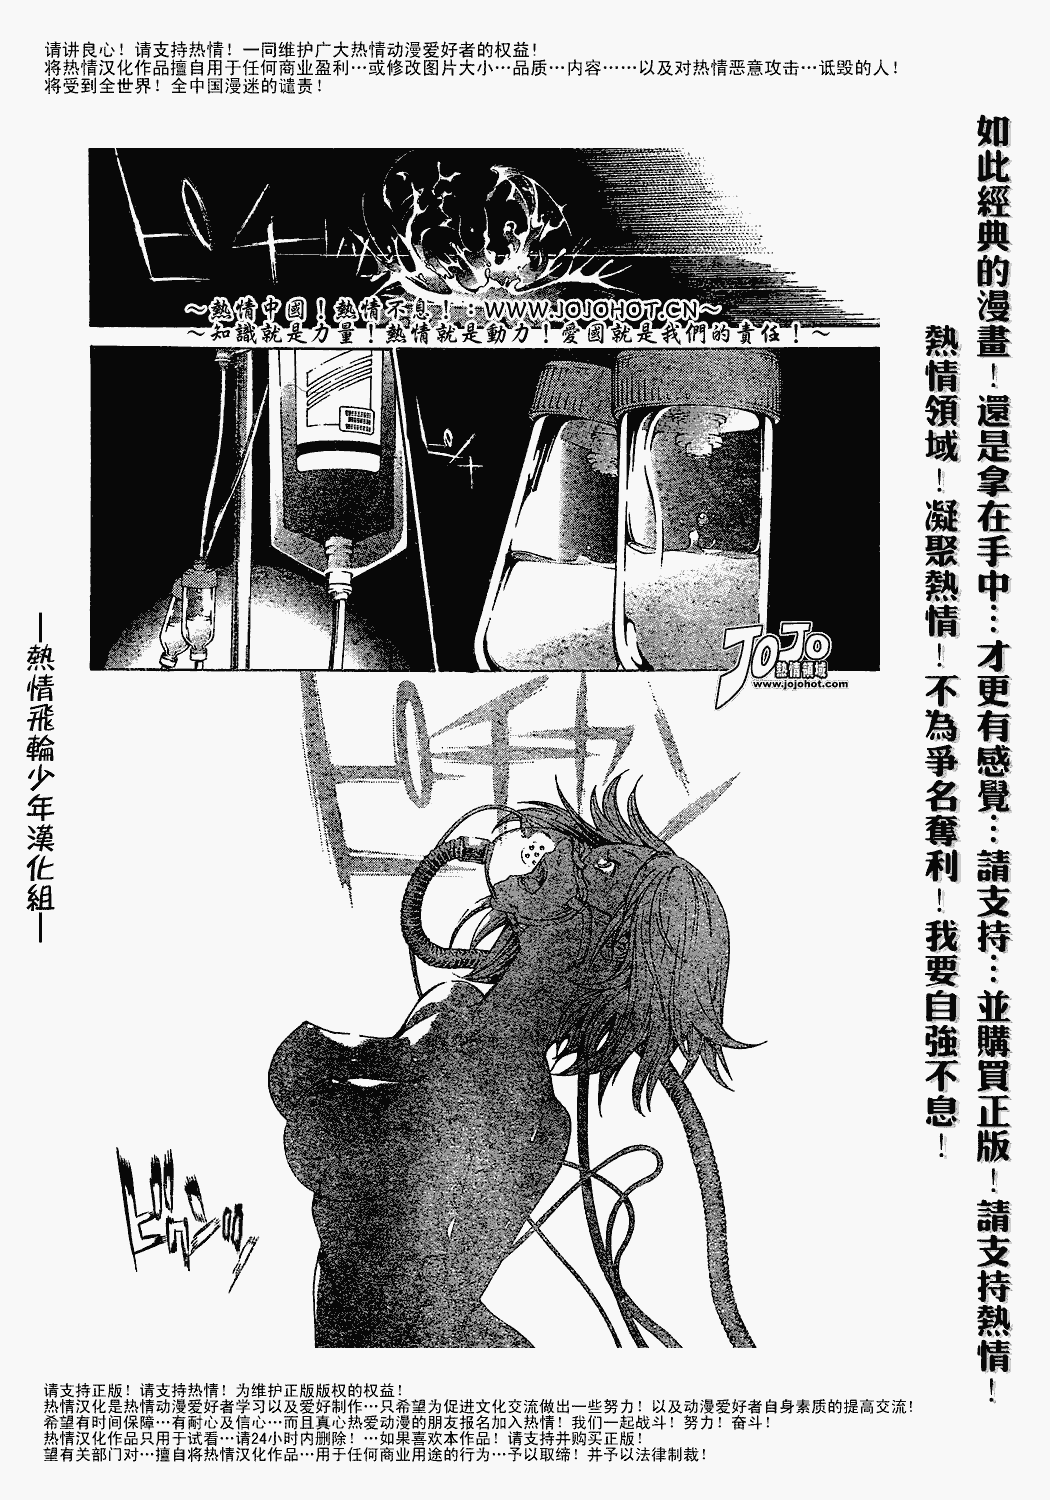 请讲良心！请支持热情！一同维护广大热情动漫爱好者的权益！
将热情汉化作品擅自用于任何商业盈利…或修改图片大小…品质…内容……以及对热情恶意攻击…诋毁的人！
将受到全世界！全中国漫迷的谴责！
如此經典的漫畫！還是拿在手中…才更有感覺…請支持…並購買正版！請支持熱情！
熱情領域！凝聚熱情！不為爭名奪利！我要自強不息！
～熱情中國！熱情不息！：WWW.JOJOHOT.CN～
～知識就是力量！熱情就是動力！愛國就是我們的責任！～
JOJO
熱情領域
www.jojohot.com
—熱情飛輪少年漢化組—
请支持正版！请支持热情！为维护正版版权的权益！
热情汉化是热情动漫爱好者学习以及爱好制作…只希望为促进文化交流做出一些努力！以及动漫爱好者自身素质的提高交流！
希望有时间保障…有耐心及信心…而且真心热爱动漫的朋友报名加入热情！我们一起战斗！努力！奋斗！
热情汉化作品只用于试看…请24小时内删除！…如果喜欢本作品！请支持并购买正版！
望有关部门对…擅自将热情汉化作品…用于任何商业用途的行为…予以取缔！并予以法律制裁！